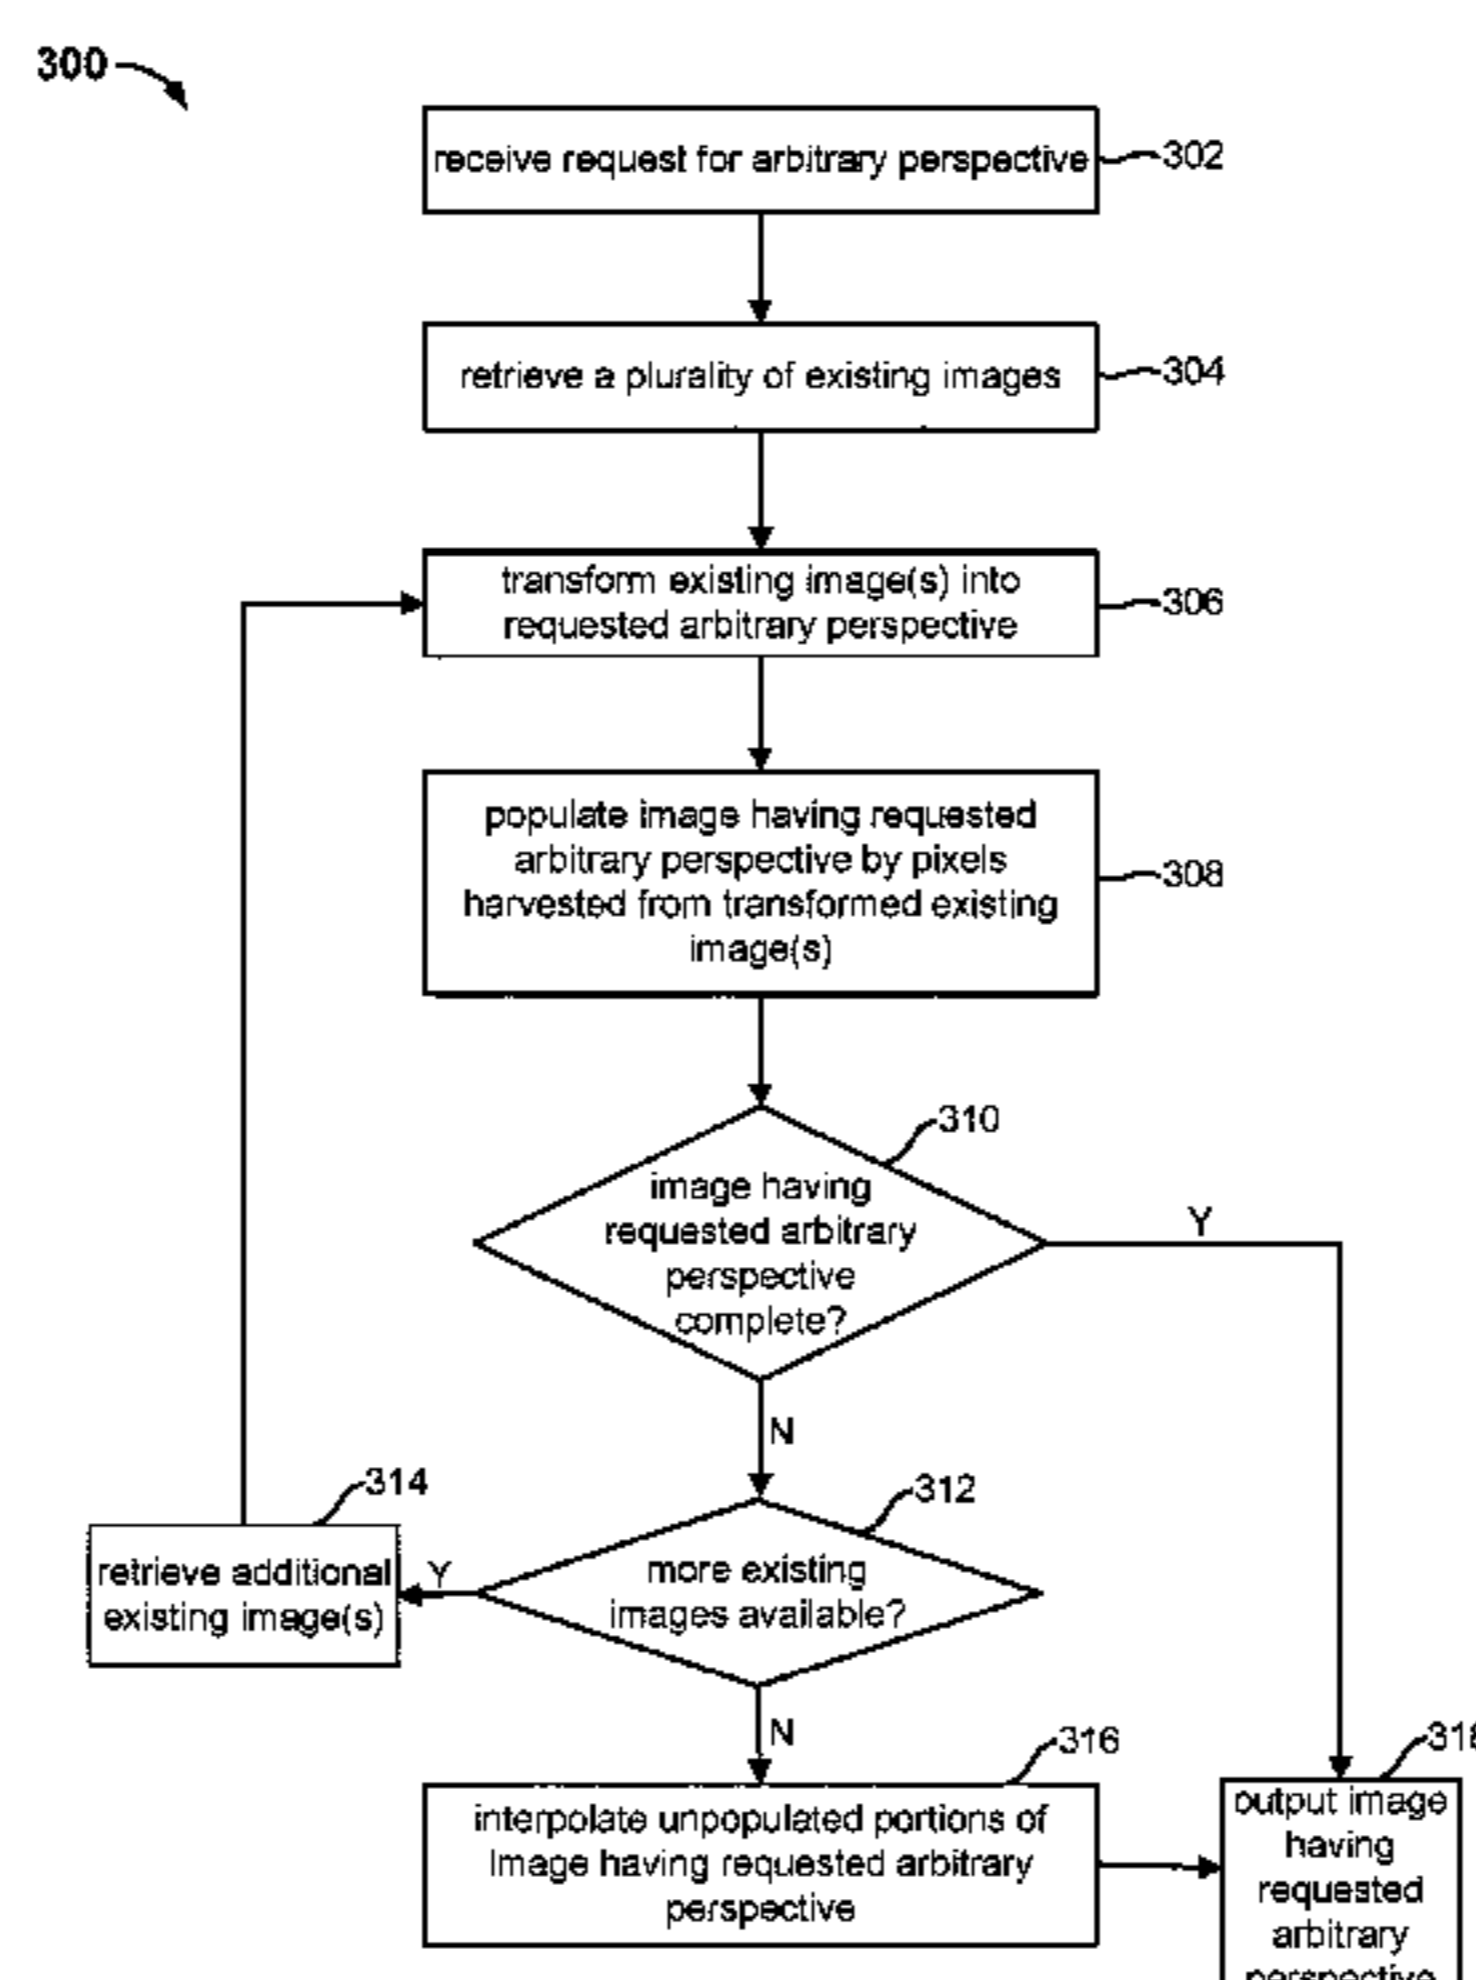 300
receive request for arbitrary perspective
302
retrieve a plurality of existing images
304
transform existing image(s) into
requested arbitrary perspective
306
populate image having requested
arbitrary perspective by pixels
harvested from transformed existing
image(s)
308
310
image having
requested arbitrary
perspective
complete?
Y
N
314
312
retrieve additional
existing image(s)
Y
more existing
images available?
N
316
318
interpolate unpopulated portions of
Image having requested arbitrary
perspective
output image
having
requested
arbitrary
perspective